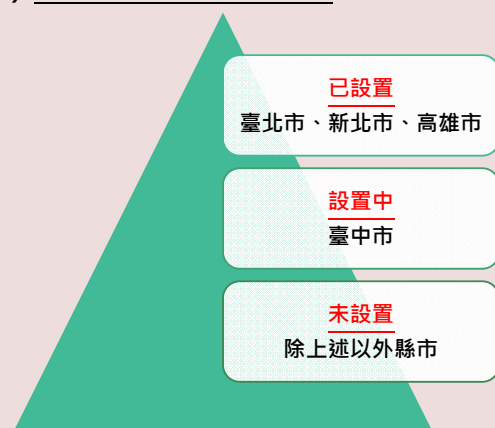 已設置
臺北市、新北市、高雄市
設置中
臺中市
未設置
除上述以外縣市